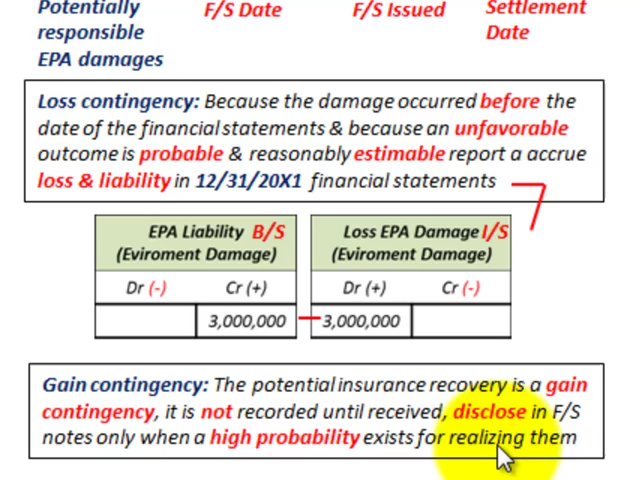 Potentially
responsible
EPA damages
F/S Date
F/S Issued
Settlement
Date
Loss contingency: Because the damage occurred before the
date of the financial statements & because an unfavorable
outcome is probable & reasonably estimable report a accrue
loss & liability in 12/31/20X1 financial statements
EPA Liability B/S
(Eviroment Damage)
Dr (-) Cr (+)
3,000,000
Loss EPA Damage I/S
(Eviroment Damage)
Dr (+) Cr (-)
3,000,000
Gain contingency: The potential insurance recovery is a gain
contingency, it is not recorded until received, disclose in F/S
notes only when a high probability exists for realizing them